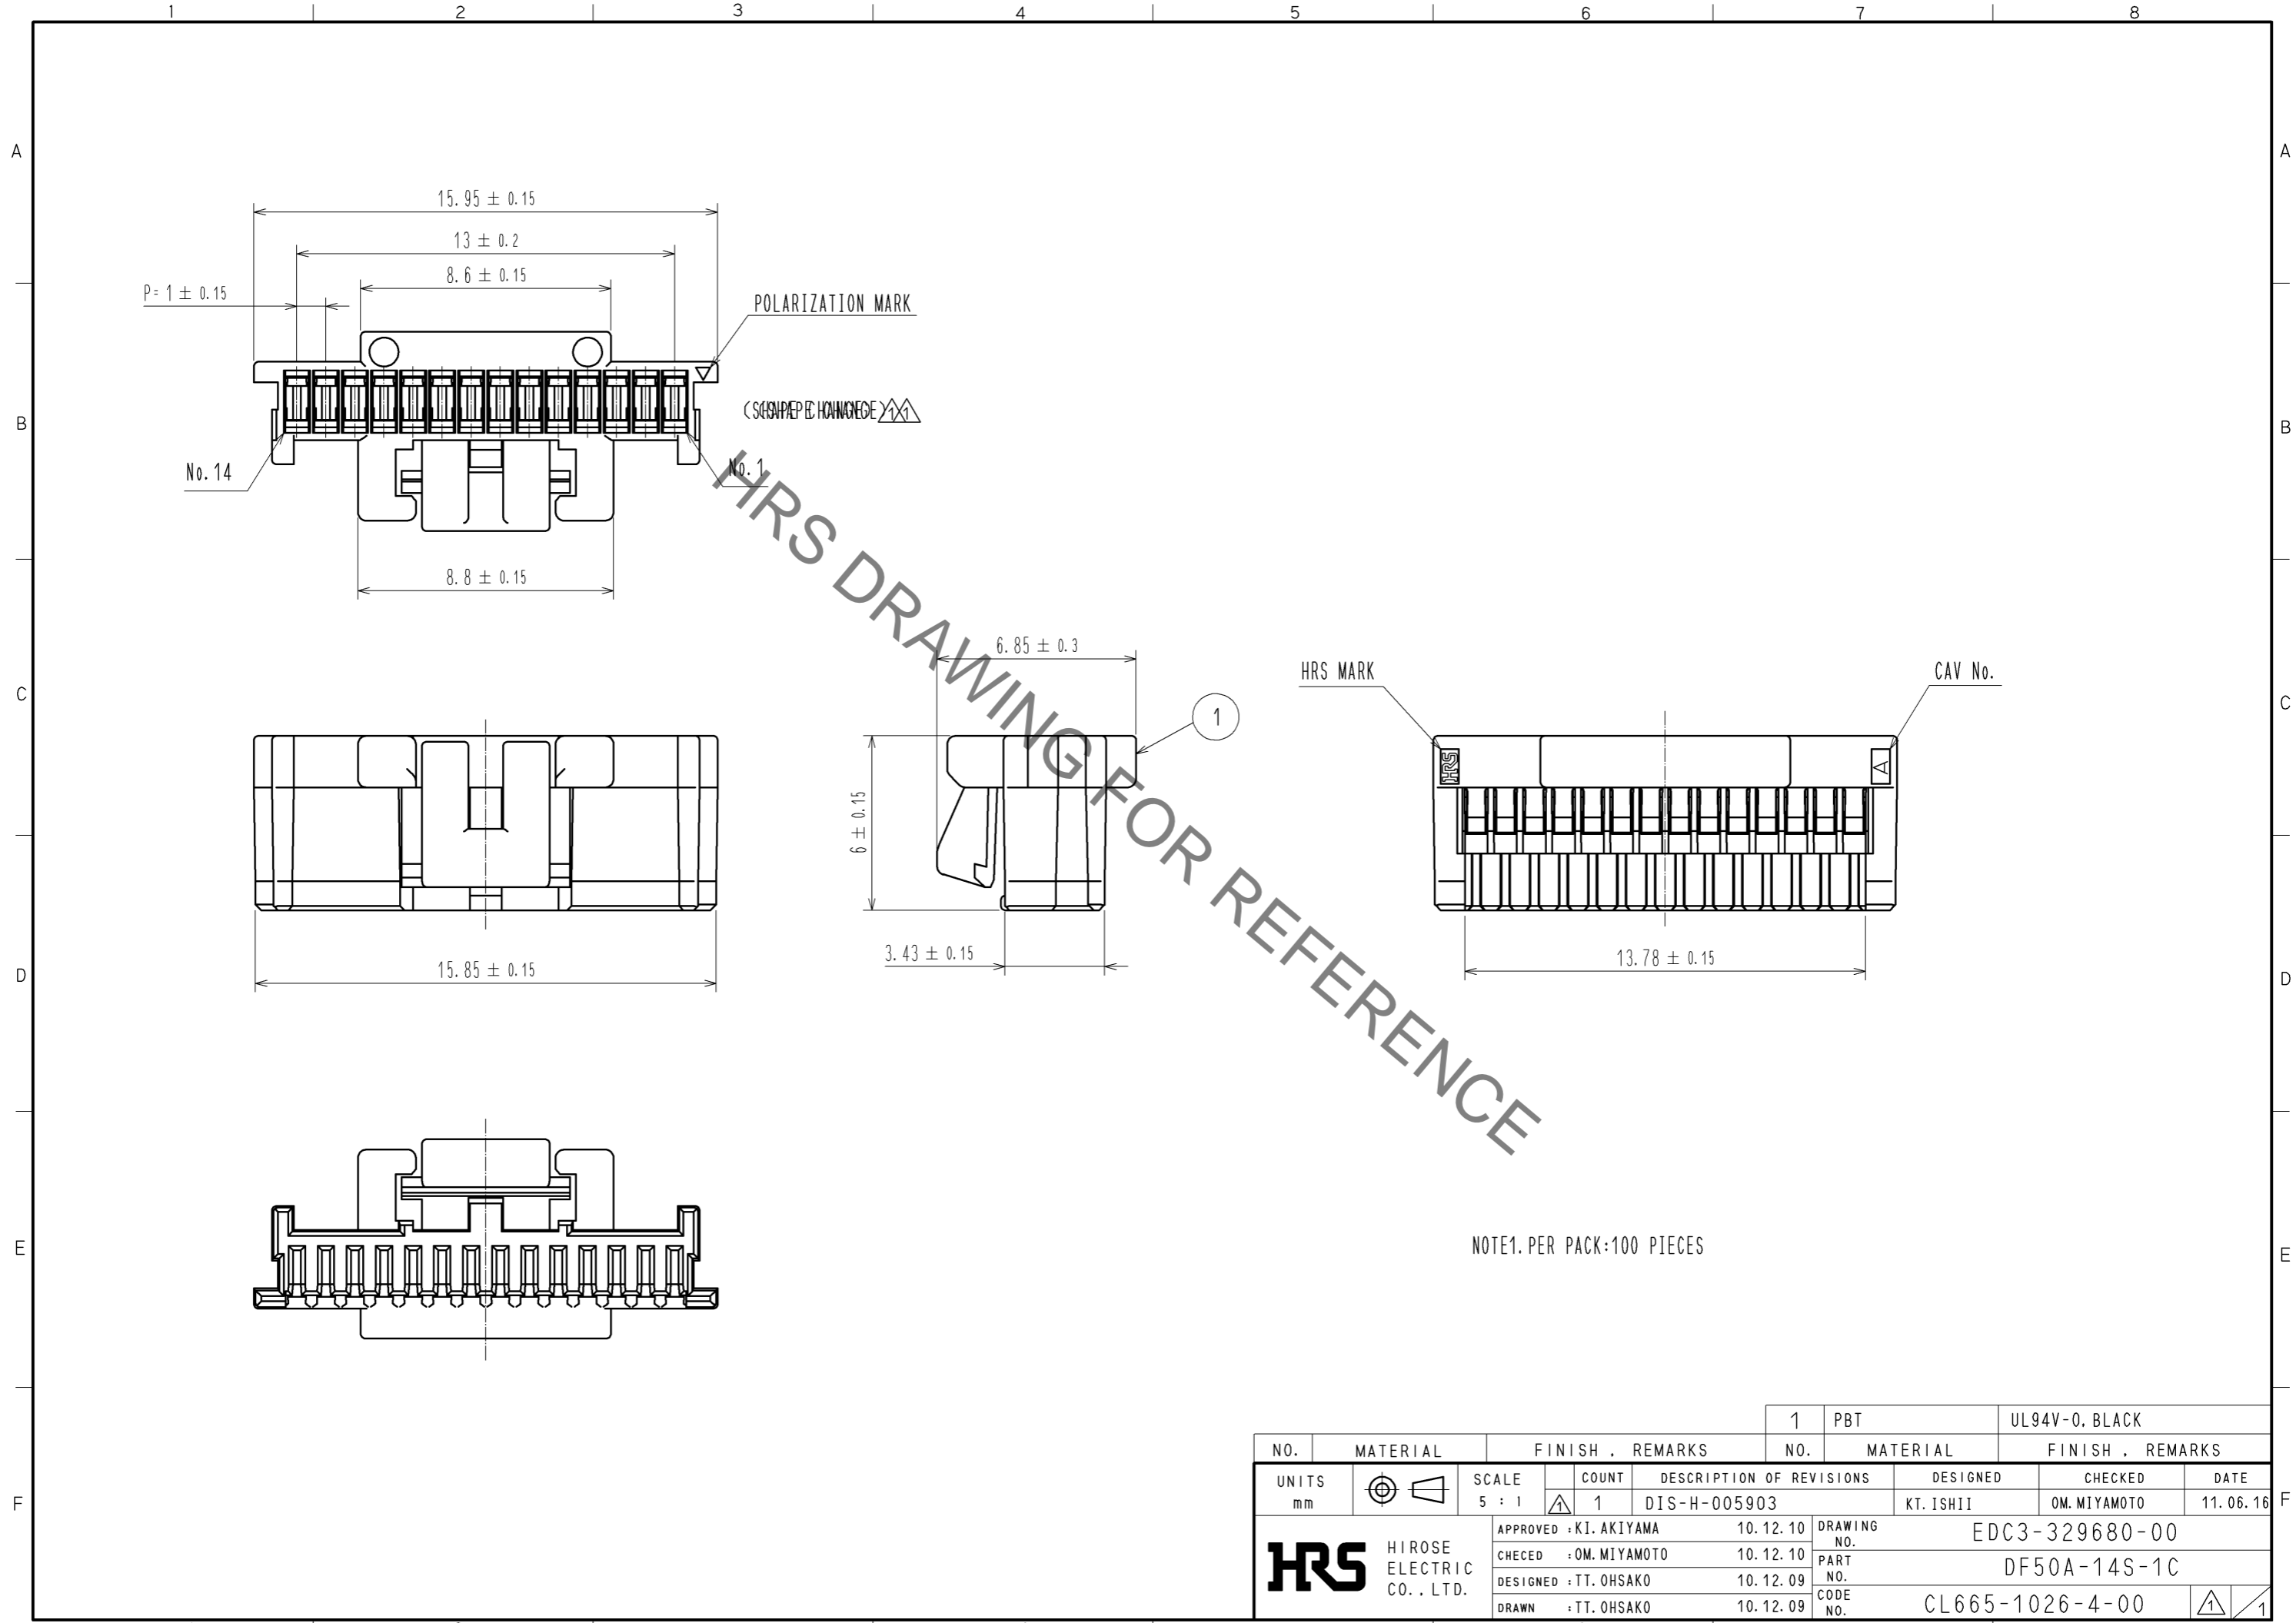 1 2 3 4 5 6 7 8
A A
15.95 ± 0.15
13 ± 0.2
8.6 ± 0.15
P= 1 ± 0.15
POLARIZATION MARK
B B
No. 14
No. 1
8.8 ± 0.15
HRS DRAWING FOR REFERENCE
6.85 ± 0.3
HRS MARK
CAV No.
C C
1
HRS
A
6 ± 0.15
3.43 ± 0.15
13.78 ± 0.15
15.85 ± 0.15
D D
E E
NOTE1. PER PACK:100 PIECES
1 PBT UL94V-0, BLACK
NO. MATERIAL FINISH , REMARKS NO. MATERIAL FINISH , REMARKS
UNITS mm
SCALE 5 : 1
COUNT DESCRIPTION OF REVISIONS DESIGNED CHECKED DATE
1 1 DIS-H-005903 KT. ISHII OM. MIYAMOTO 11. 06. 16
F F
HRS
HIROSE
ELECTRIC
CO., LTD.
APPROVED : KI. AKIYAMA 10. 12. 10
CHECED : OM. MIYAMOTO 10. 12. 10
DESIGNED : TT. OHSAKO 10. 12. 09
DRAWN : TT. OHSAKO 10. 12. 09
DRAWING NO. EDC3-329680-00
PART NO. DF50A-14S-1C
CODE NO. CL665-1026-4-00
1 1